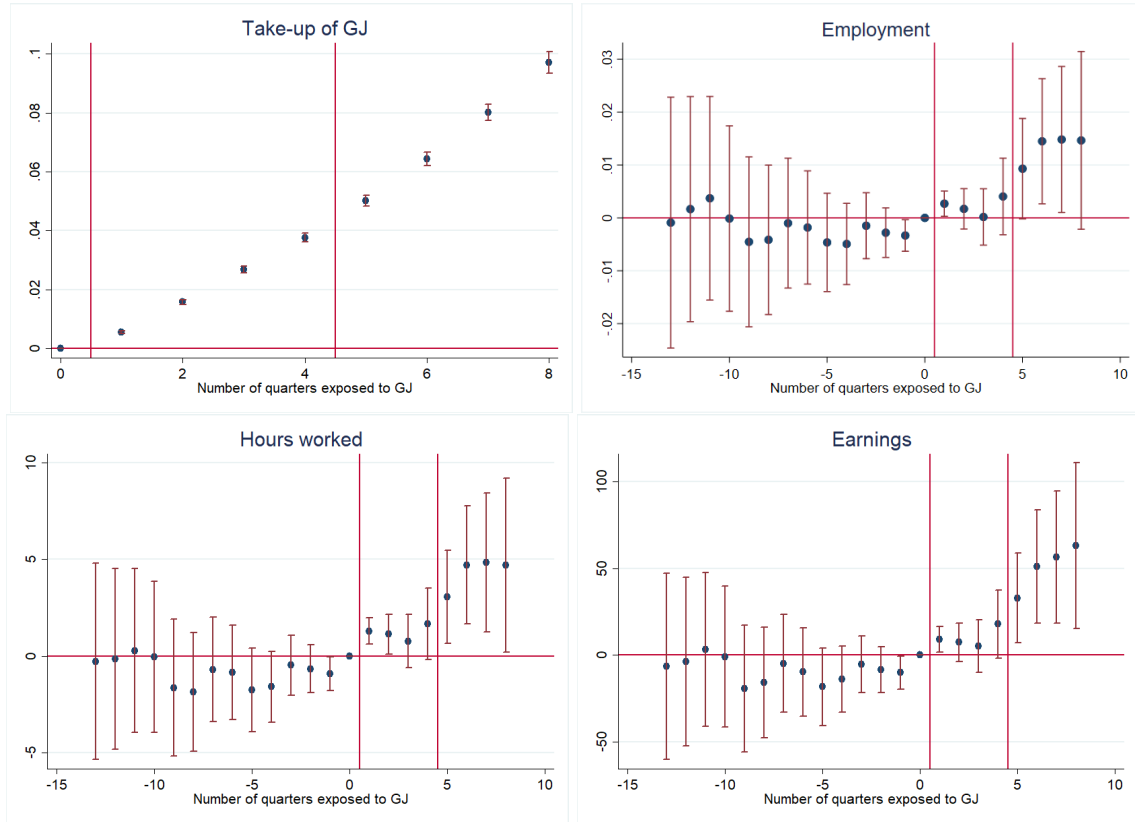 Take-up of GJ
.1
.08
.06
.04
.02
0
0 2 4 6 8
Number of quarters exposed to GJ
Employment
.03
.02
.01
0
-.01
-.02
-15 -10 -5 0 5 10
Number of quarters exposed to GJ
Hours worked
10
5
0
-5
-15 -10 -5 0 5 10
Number of quarters exposed to GJ
Earnings
100
50
0
-50
-15 -10 -5 0 5 10
Number of quarters exposed to GJ